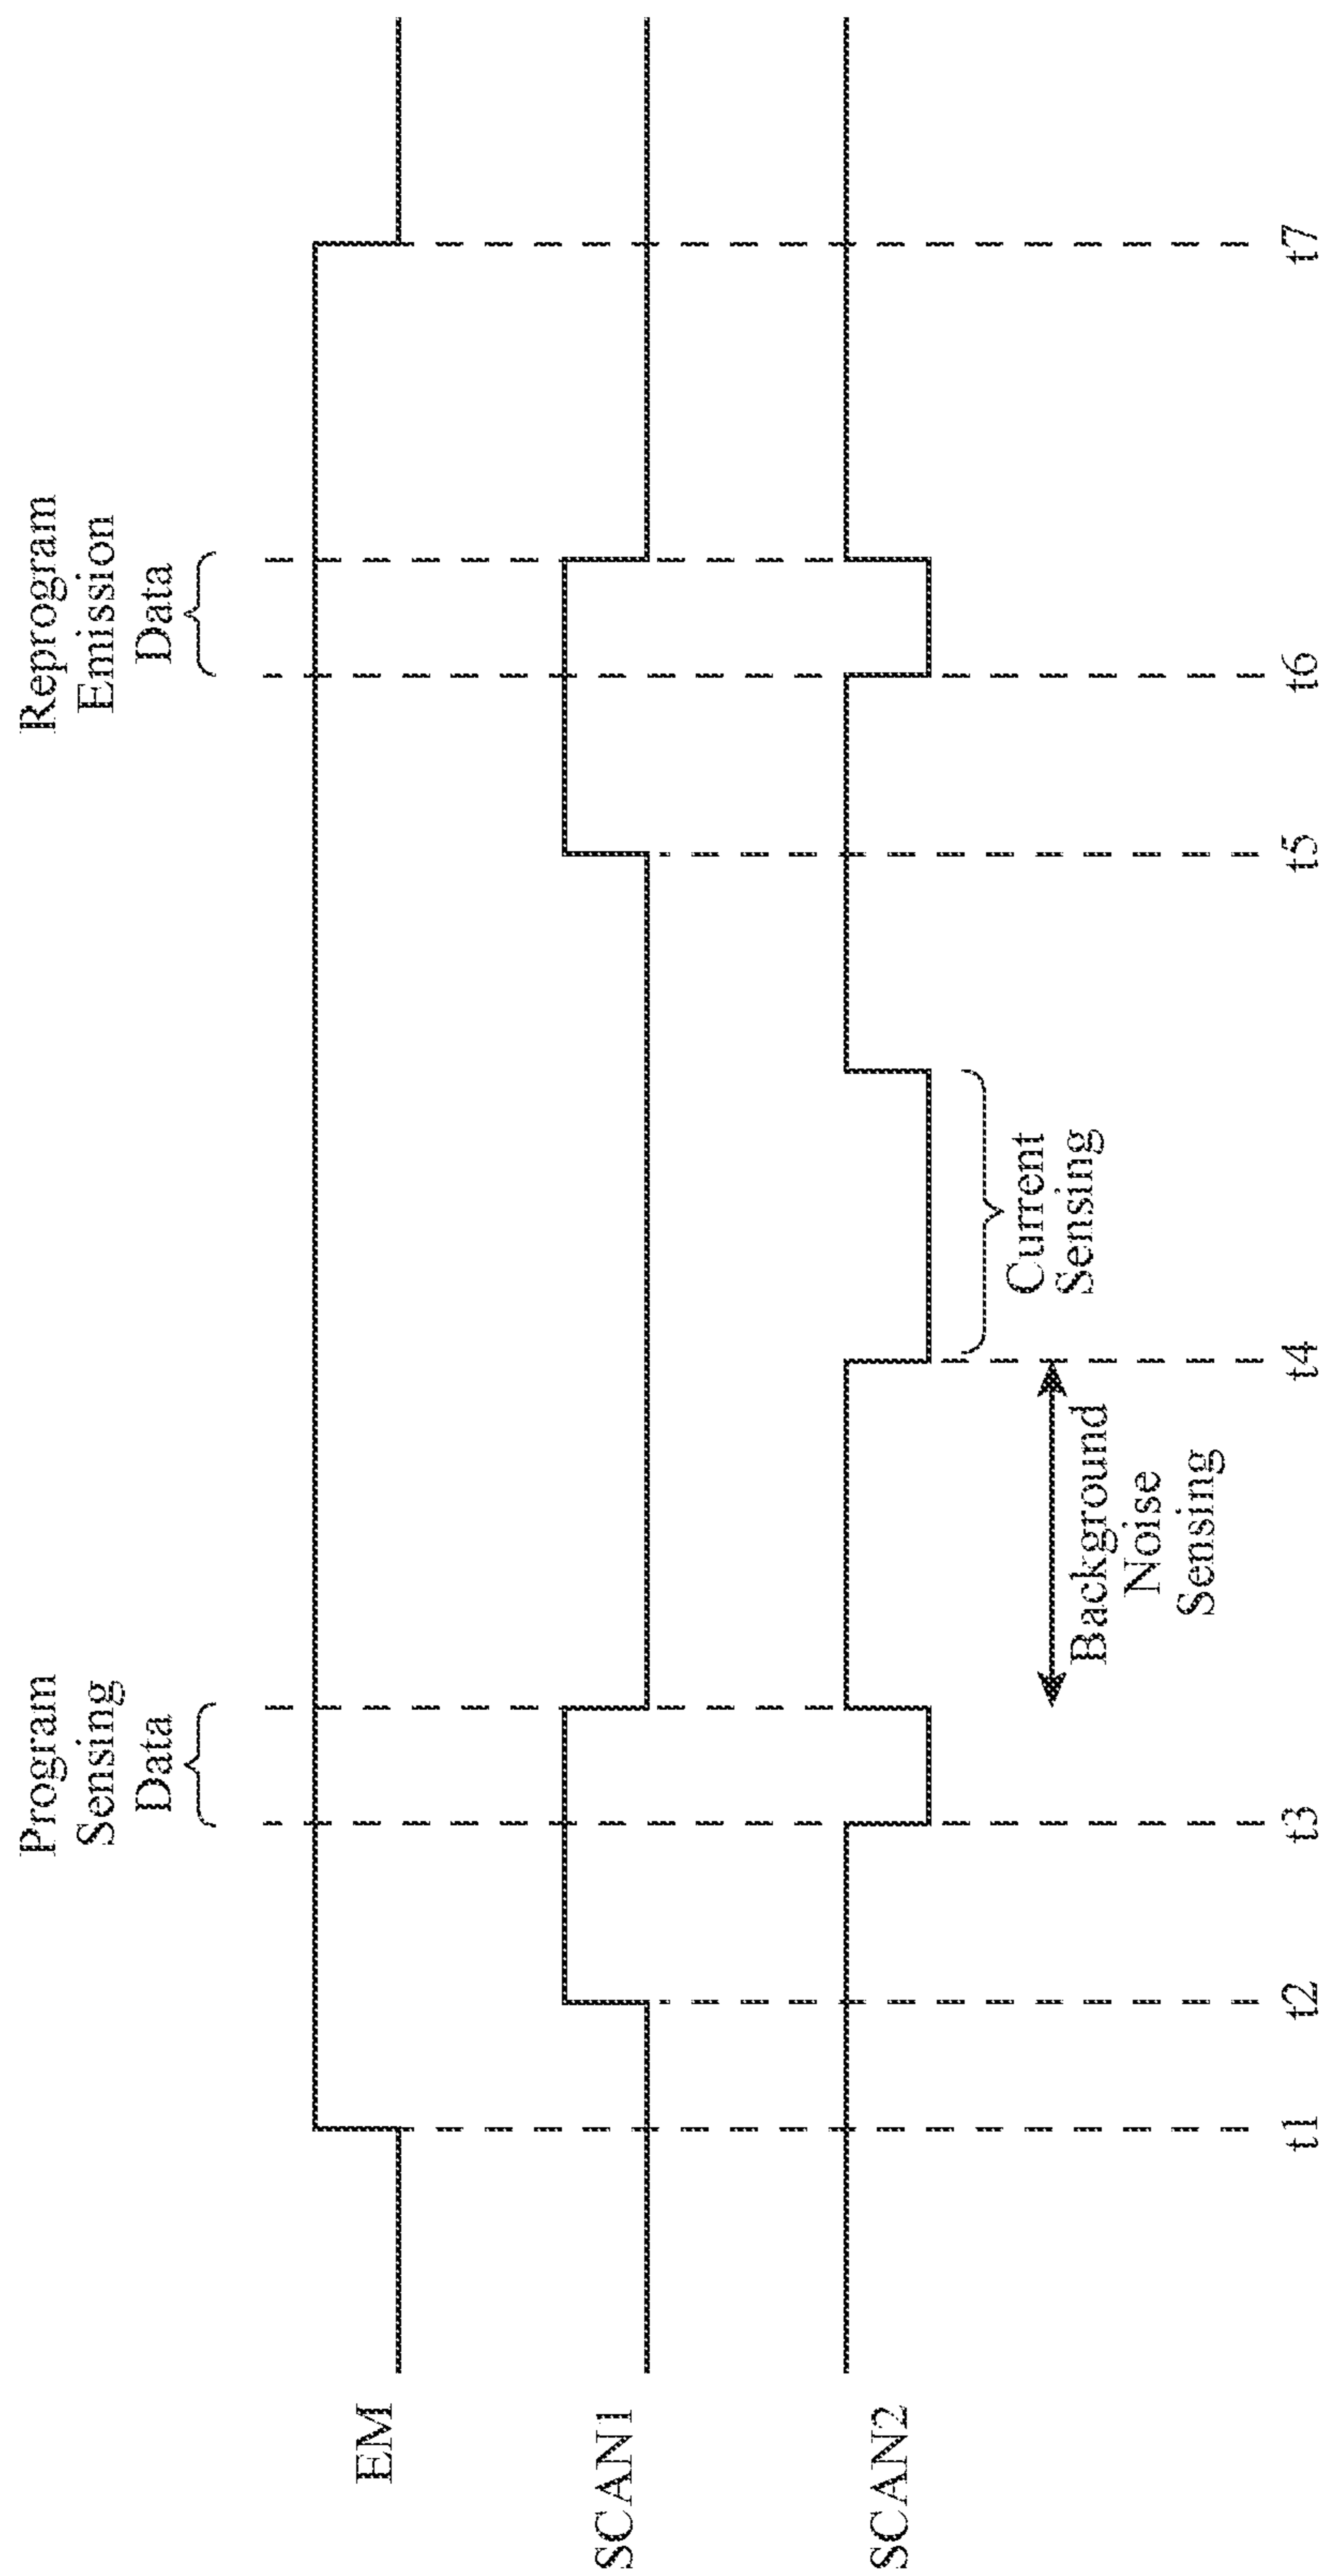 Program
Sensing
Data
Reprogram
Emission
Data
EM
SCAN1
SCAN2
Background
Noise
Sensing
Current
Sensing
t1
t2
t3
t4
t5
t6
t7